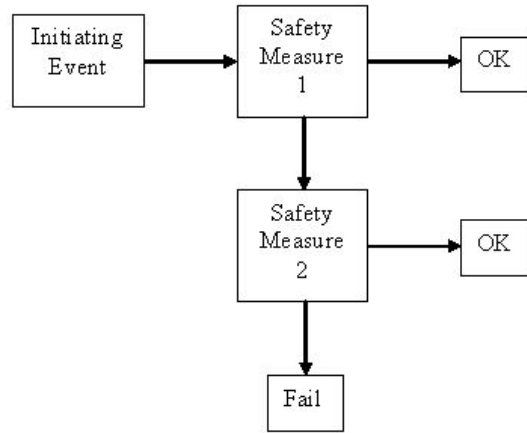 Initiating
Event
Safety
Measure
1
OK
Safety
Measure
2
OK
Fail